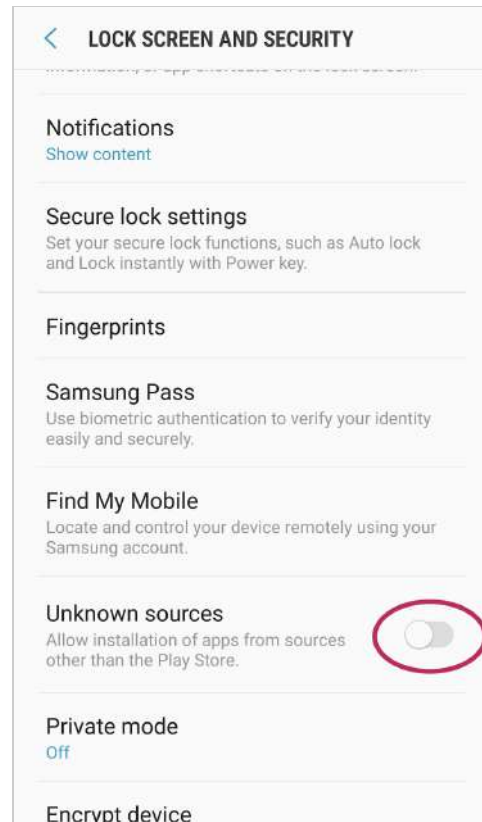 LOCK SCREEN AND SECURITY
Notifications
Show content
Secure lock settings
Set your secure lock functions, such as Auto lock
and Lock instantly with Power key.
Fingerprints
Samsung Pass
Use biometric authentication to verify your identity
easily and securely.
Find My Mobile
Locate and control your device remotely using your
Samsung account.
Unknown sources
Allow installation of apps from sources
other than the Play Store.
Private mode
Off
Encrypt device